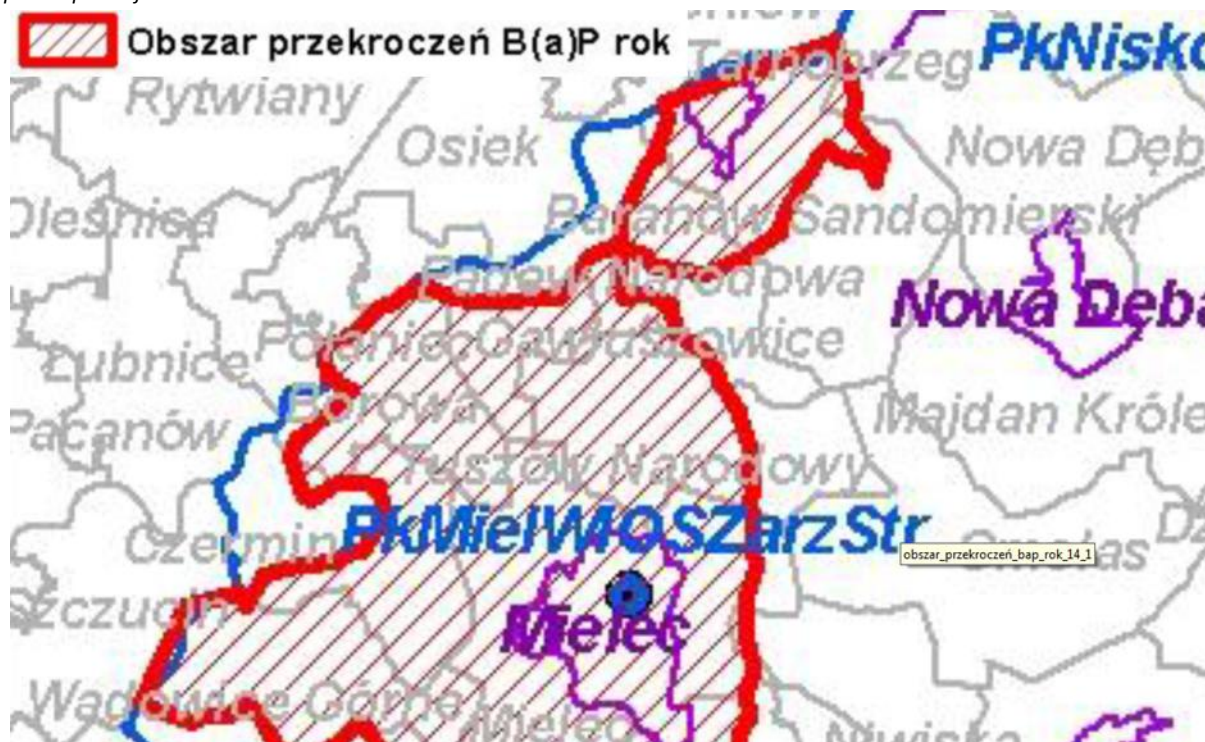 Obszar przekroczeń B(a)P rok
Tarnobrzeg
PkNisko
Rytwiany
Osiek
Nowa Dęb
Oleśnica
Baranów Sandomierski
Padew Narodowa
Nowa Dęba
Połaniec
Gawłuszowice
Łubnice
Borowa
Pacanów
Majdan Króle
Tuszów Narodowy
PkMielWIOSZarzStr
Czermin
obszar_przekroczeń_bap_rok_14_1
Szczucin
Mielec
Wadowice Górne
Mielec
Niwiska